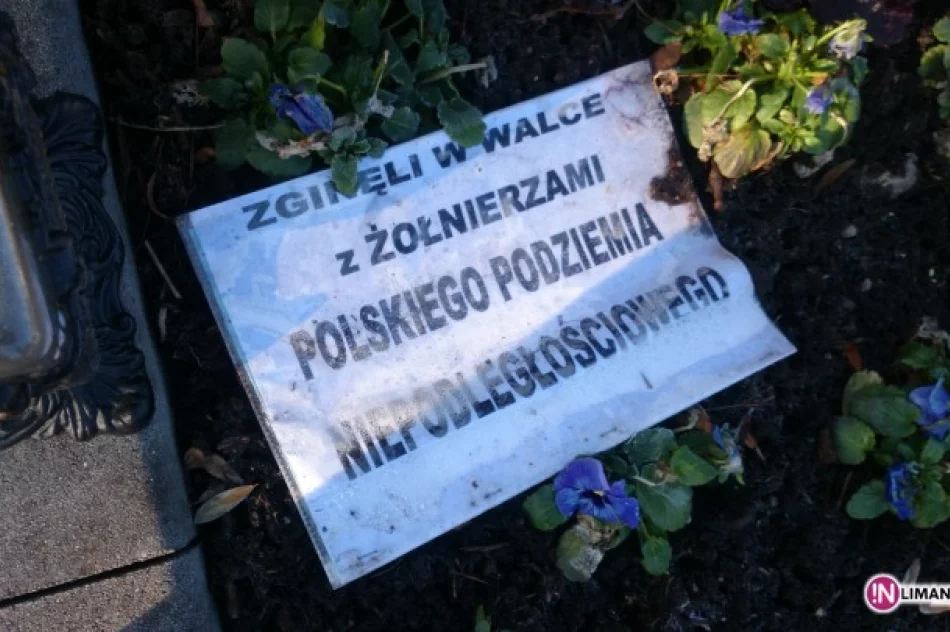 ZGINĘLI W WALCE
z ŻOŁNIERZAMI
POLSKIEGO PODZIEMIA
NIEPODLEGŁOŚCIOWEGO
!N LIMAN